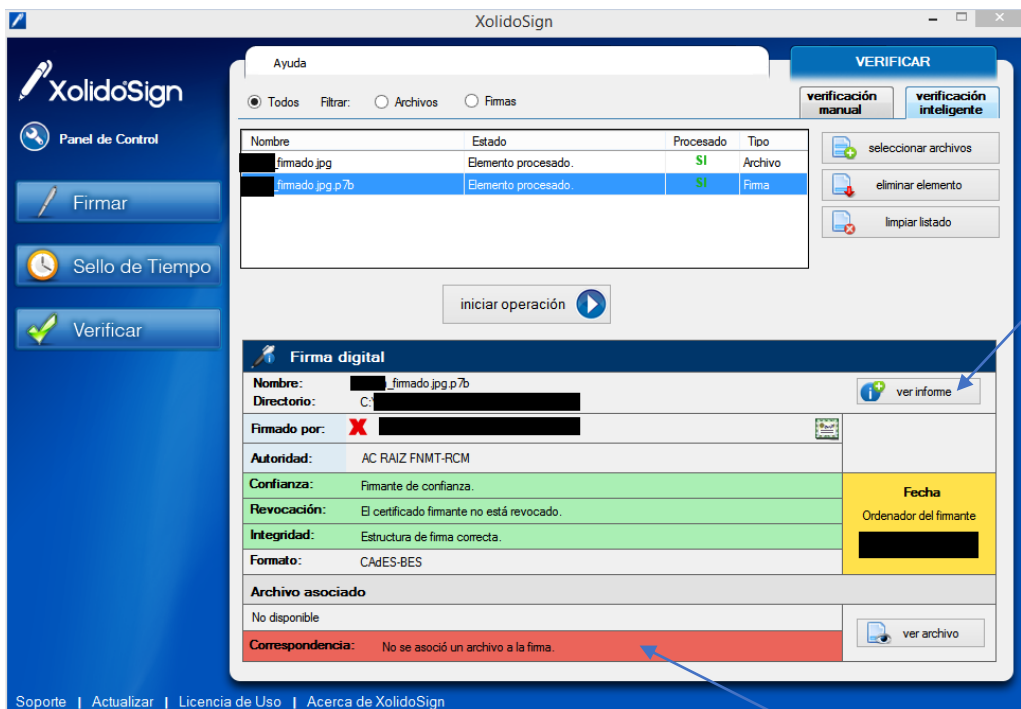 XolidoSign
XolidoSign
Panel de Control
Firmar
Sello de Tiempo
Verificar
Ayuda
VERIFICAR
Todos Filtrar: Archivos Firmas
verificación manual
verificación inteligente
Nombre Estado Procesado Tipo
_firmado.jpg Elemento procesado. SI Archivo
_firmado.jpg.p7b Elemento procesado. SI Firma
seleccionar archivos
eliminar elemento
limpiar listado
iniciar operación
Firma digital
Nombre: _firmado.jpg.p7b
Directorio: C:\
ver informe
Firmado por: X
Autoridad: AC RAIZ FNMT-RCM
Confianza: Firmante de confianza.
Revocación: El certificado firmante no está revocado.
Integridad: Estructura de firma correcta.
Formato: CAdES-BES
Fecha
Ordenador del firmante
Archivo asociado
No disponible
Correspondencia: No se asoció un archivo a la firma.
ver archivo
Soporte | Actualizar | Licencia de Uso | Acerca de XolidoSign